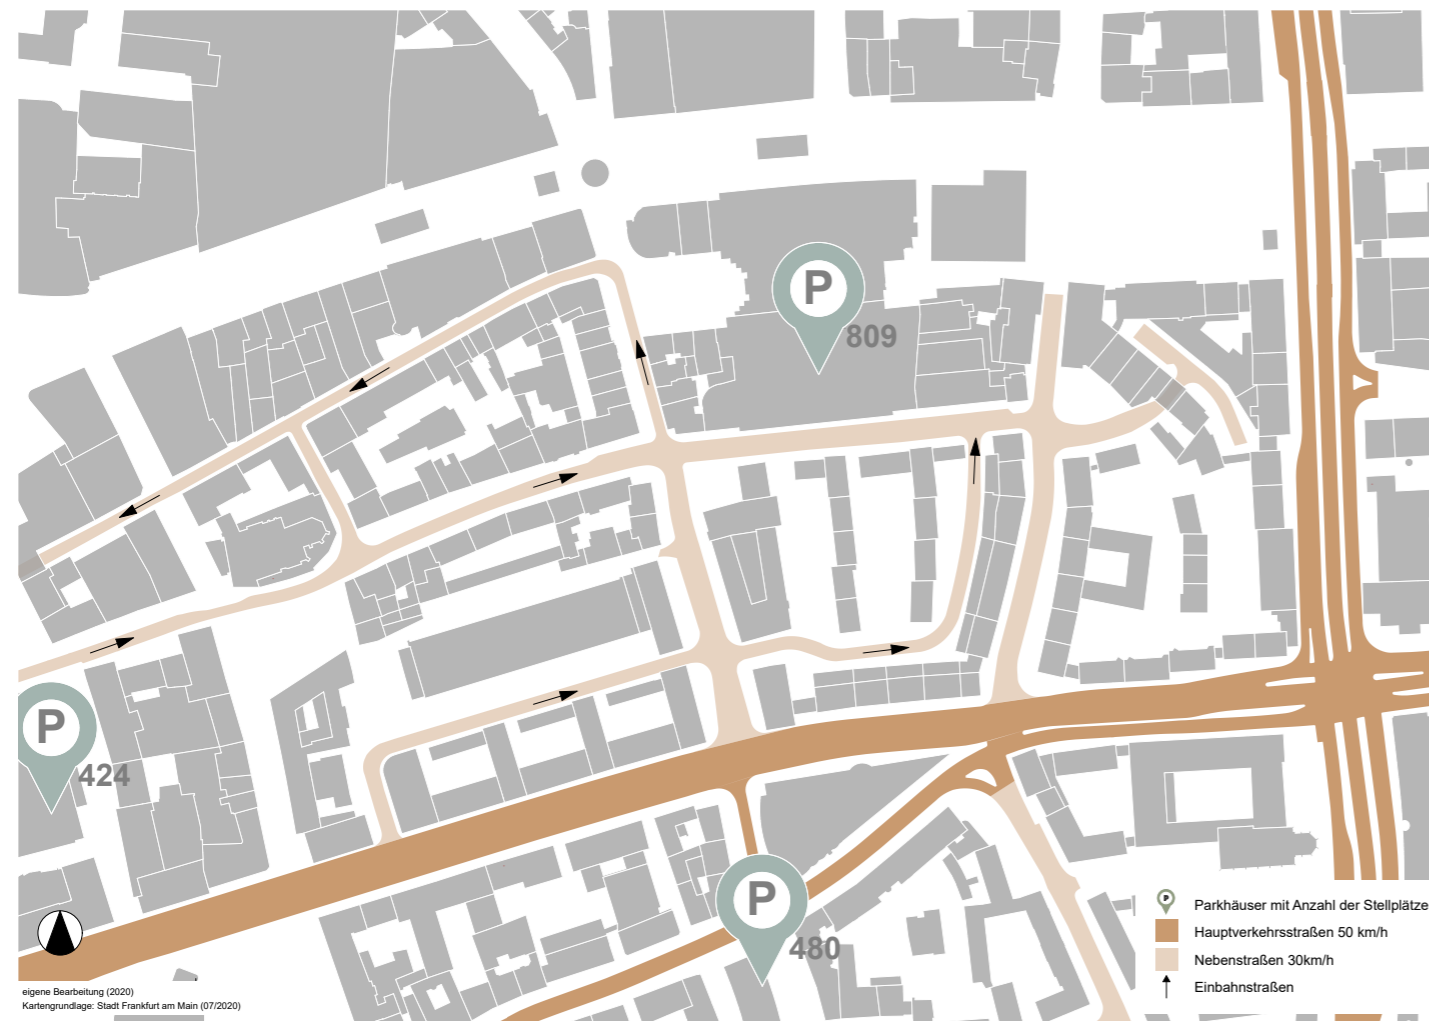 P
809
P
424
P
480
P
Parkhäuser mit Anzahl der Stellplätze
Hauptverkehrsstraßen 50 km/h
Nebenstraßen 30km/h
Einbahnstraßen
eigene Bearbeitung (2020)
Kartengrundlage: Stadt Frankfurt am Main (07/2020)